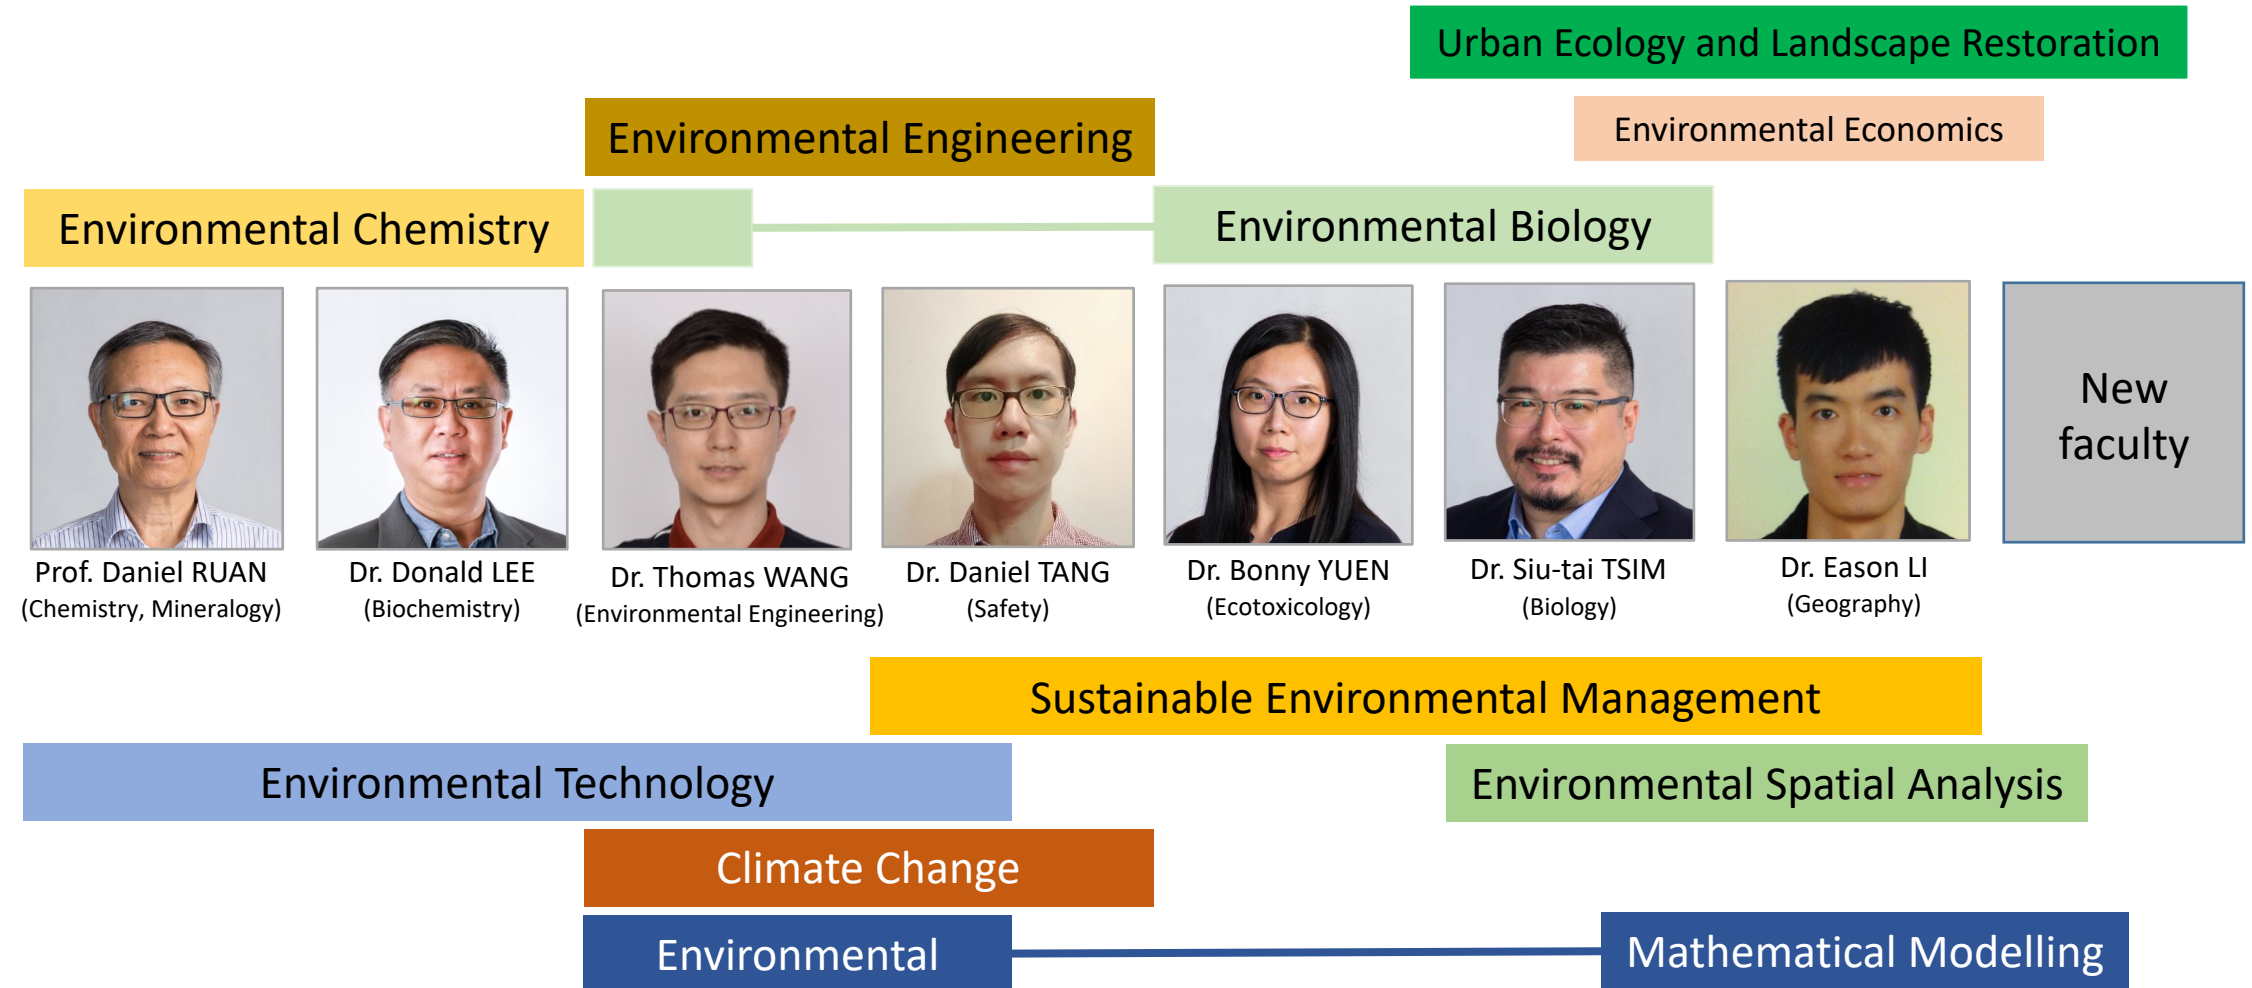 Urban Ecology and Landscape Restoration
Environmental Engineering
Environmental Economics
Environmental Chemistry
Environmental Biology
New
faculty
Prof. Daniel RUAN
(Chemistry, Mineralogy)
Dr. Donald LEE
(Biochemistry)
Dr. Thomas WANG
(Environmental Engineering)
Dr. Daniel TANG
(Safety)
Dr. Bonny YUEN
(Ecotoxicology)
Dr. Siu-tai TSIM
(Biology)
Dr. Eason LI
(Geography)
Sustainable Environmental Management
Environmental Technology
Environmental Spatial Analysis
Climate Change
Environmental
Mathematical Modelling